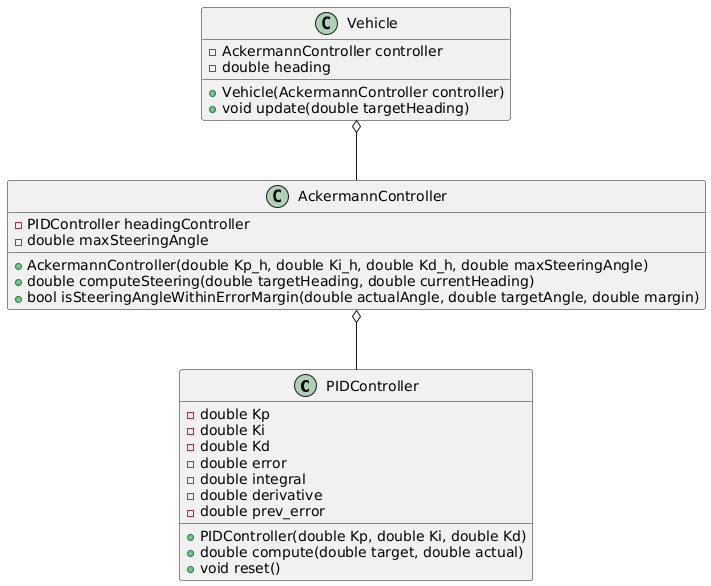 C Vehicle
AckermannController controller
double heading
Vehicle(AckermannController controller)
void update(double targetHeading)
C AckermannController
PIDController headingController
double maxSteeringAngle
AckermannController(double Kp_h, double Ki_h, double Kd_h, double maxSteeringAngle)
double computeSteering(double targetHeading, double currentHeading)
bool isSteeringAngleWithinErrorMargin(double actualAngle, double targetAngle, double margin)
C PIDController
double Kp
double Ki
double Kd
double error
double integral
double derivative
double prev_error
PIDController(double Kp, double Ki, double Kd)
double compute(double target, double actual)
void reset()